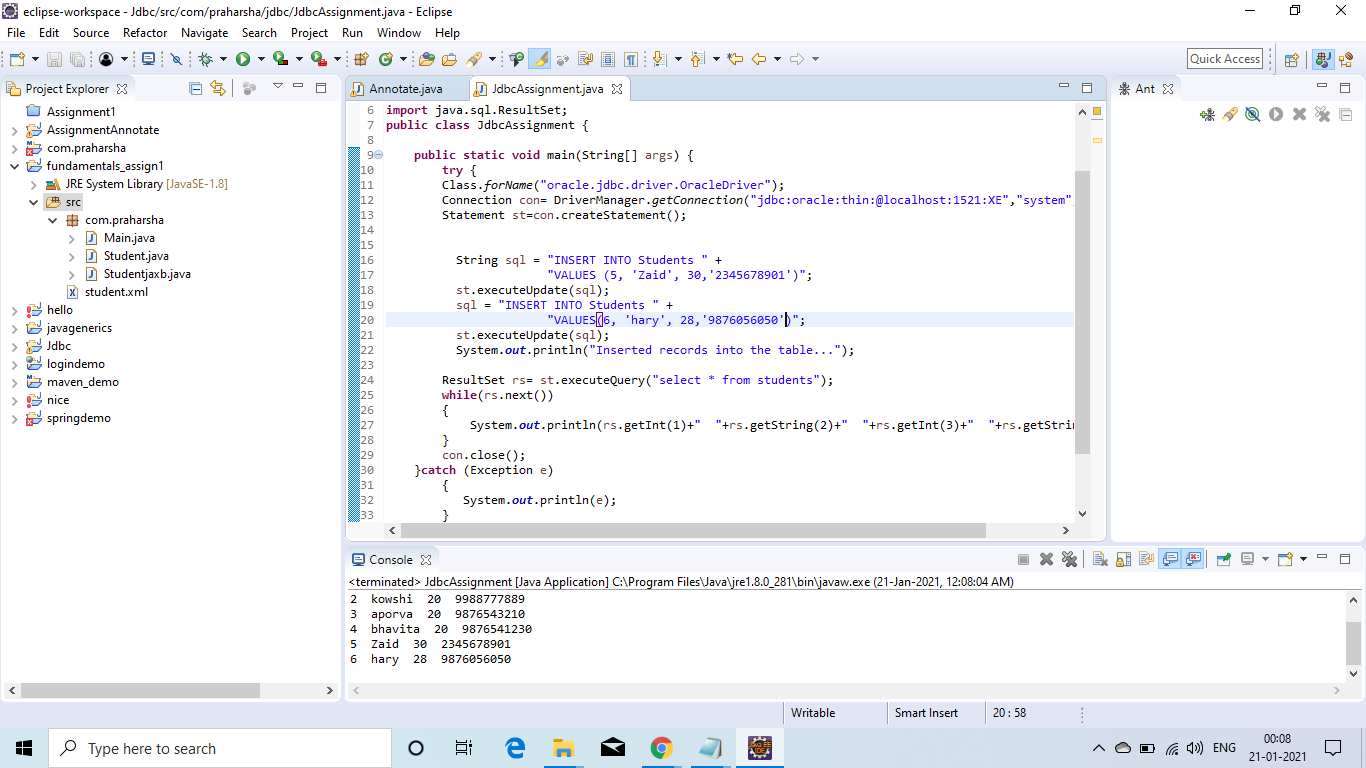 eclipse-workspace - Jdbc/src/com/praharsha/jdbc/JdbcAssignment.java - Eclipse
File Edit Source Refactor Navigate Search Project Run Window Help
Quick Access
Project Explorer
Assignment1
AssignmentAnnotate
com.praharsha
fundamentals_assign1
JRE System Library [JavaSE-1.8]
src
com.praharsha
Main.java
Student.java
Studentjaxb.java
student.xml
hello
javagenerics
Jdbc
logindemo
maven_demo
nice
springdemo
Annotate.java JdbcAssignment.java
6 import java.sql.ResultSet;
7 public class JdbcAssignment {
8
9 public static void main(String[] args) {
10 try {
11 Class.forName("oracle.jdbc.driver.OracleDriver");
12 Connection con= DriverManager.getConnection("jdbc:oracle:thin:@localhost:1521:XE","system",
13 Statement st=con.createStatement();
14
15
16 String sql = "INSERT INTO Students " +
17 "VALUES (5, 'Zaid', 30,'2345678901')";
18 st.executeUpdate(sql);
19 sql = "INSERT INTO Students " +
20 "VALUES(6, 'hary', 28,'9876056050')";
21 st.executeUpdate(sql);
22 System.out.println("Inserted records into the table...");
23
24 ResultSet rs= st.executeQuery("select * from students");
25 while(rs.next())
26 {
27 System.out.println(rs.getInt(1)+" "+rs.getString(2)+" "+rs.getInt(3)+" "+rs.getStrin
28 }
29 con.close();
30 }catch (Exception e)
31 {
32 System.out.println(e);
33 }
Ant
Console
<terminated> JdbcAssignment [Java Application] C:\Program Files\Java\jre1.8.0_281\bin\javaw.exe (21-Jan-2021, 12:08:04 AM)
2 kowshi 20 9988777889
3 aporva 20 9876543210
4 bhavita 20 9876541230
5 Zaid 30 2345678901
6 hary 28 9876056050
Writable Smart Insert 20 : 58
Type here to search
ENG
00:08
21-01-2021